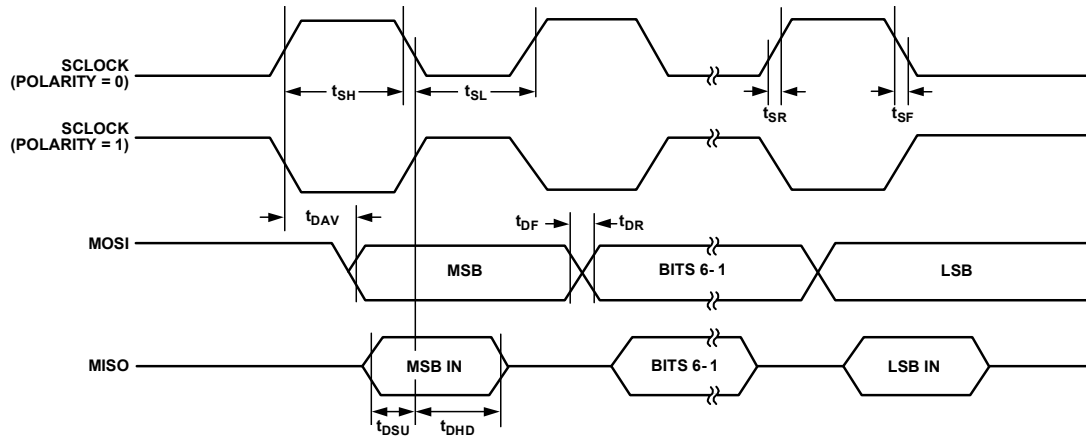 SCLOCK
(POLARITY = 0)
tSH
tSL
tSR
tSF
SCLOCK
(POLARITY = 1)
tDAV
tDF
tDR
MOSI
MSB
BITS 6-1
LSB
MISO
MSB IN
BITS 6-1
LSB IN
tDSU
tDHD